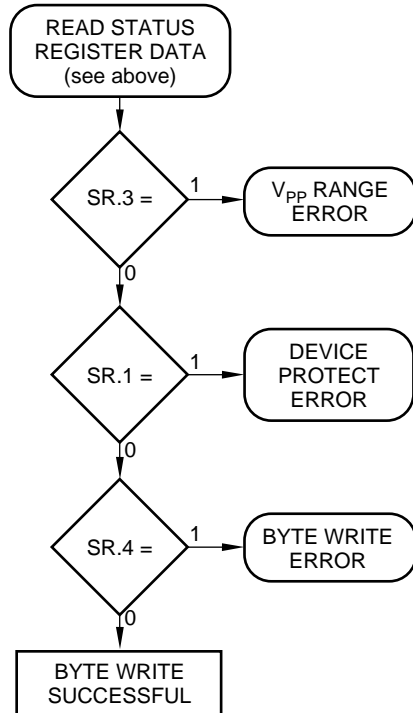 READ STATUS
REGISTER DATA
(see above)
SR.3 =
1
V_PP RANGE
ERROR
0
SR.1 =
1
DEVICE
PROTECT
ERROR
0
SR.4 =
1
BYTE WRITE
ERROR
0
BYTE WRITE
SUCCESSFUL